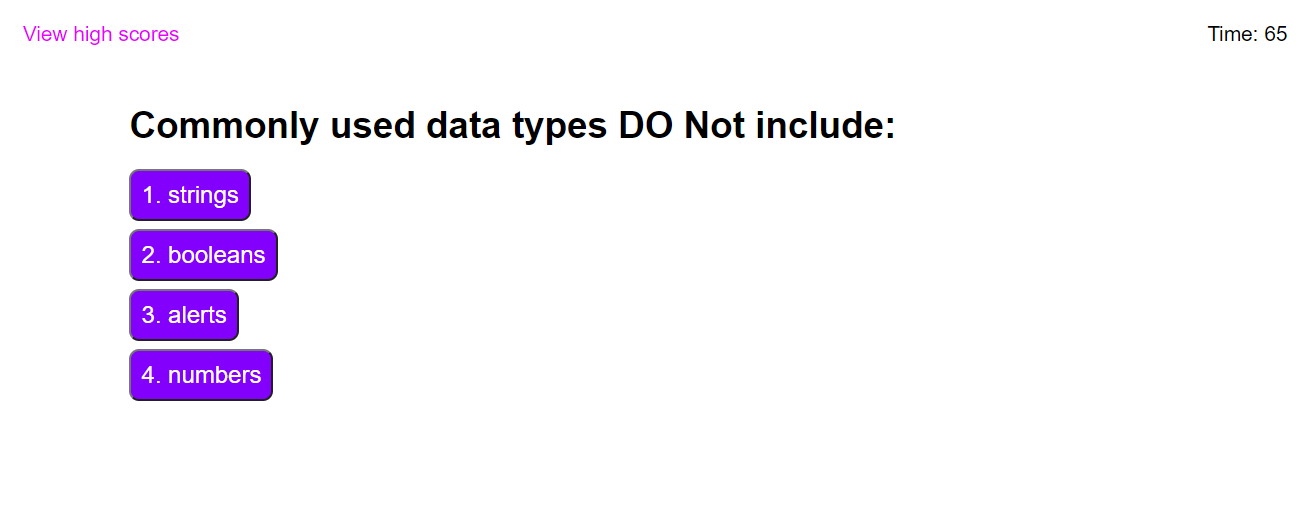 View high scores
Time: 65
Commonly used data types DO Not include:
1. strings
2. booleans
3. alerts
4. numbers